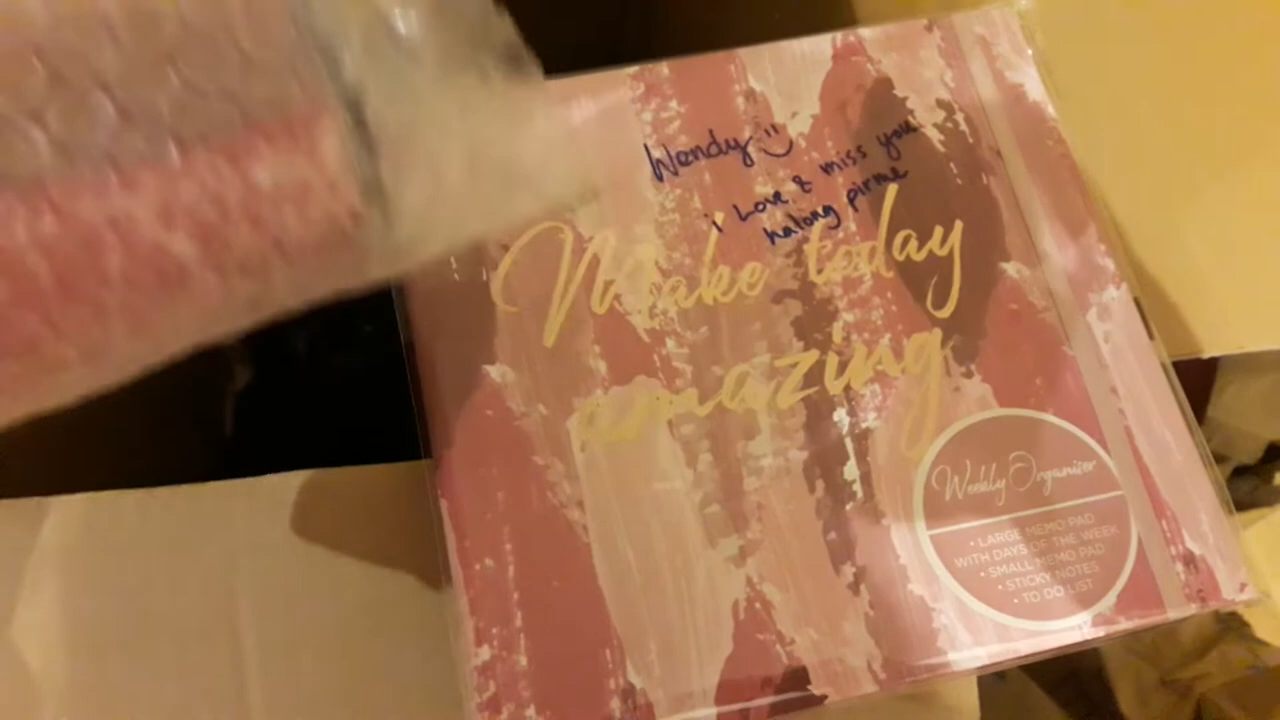 Wendy :)
i Love & miss you
halong pirme
Make today
amazing
Weekly Organiser
• LARGE MEMO PAD
WITH DAYS OF THE WEEK
• SMALL MEMO PAD
• STICKY NOTES
• TO DO LIST